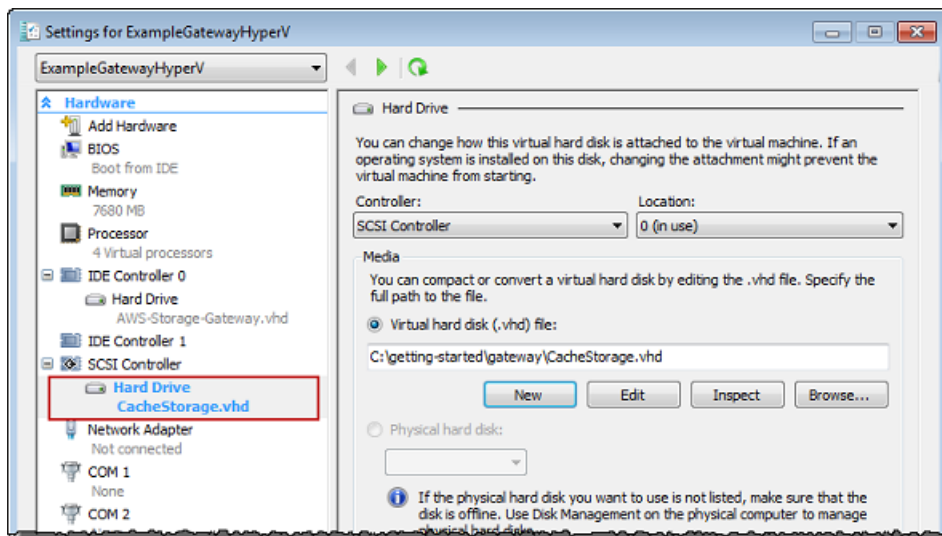 Settings for ExampleGatewayHyperV
ExampleGatewayHyperV
Hardware
Add Hardware
BIOS
Boot from IDE
Memory
7680 MB
Processor
4 Virtual processors
IDE Controller 0
Hard Drive
AWS-Storage-Gateway.vhd
IDE Controller 1
SCSI Controller
Hard Drive
CacheStorage.vhd
Network Adapter
Not connected
COM 1
None
COM 2
Hard Drive
You can change how this virtual hard disk is attached to the virtual machine. If an
operating system is installed on this disk, changing the attachment might prevent the
virtual machine from starting.
Controller: Location:
SCSI Controller 0 (in use)
Media
You can compact or convert a virtual hard disk by editing the .vhd file. Specify the
full path to the file.
Virtual hard disk (.vhd) file:
C:\getting-started\gateway\CacheStorage.vhd
New Edit Inspect Browse...
Physical hard disk:
If the physical hard disk you want to use is not listed, make sure that the
disk is offline. Use Disk Management on the physical computer to manage
physical hard disks.